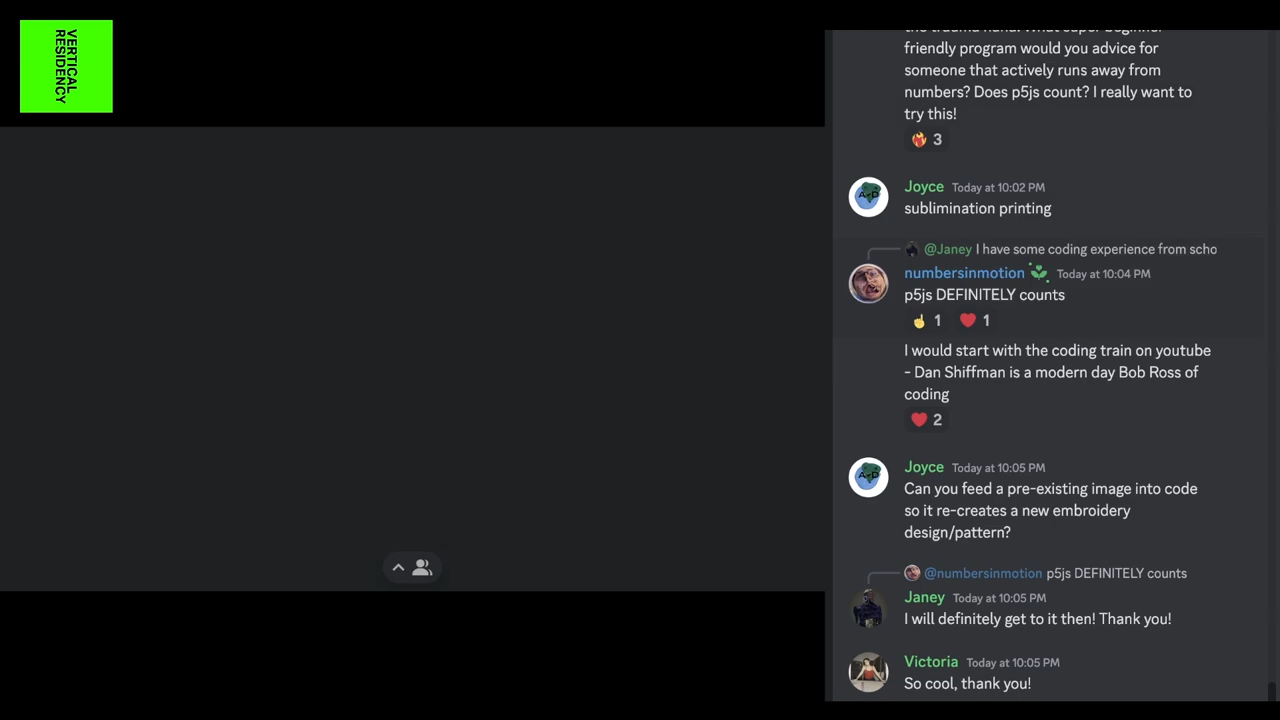 VERTICAL
RESIDENCY
friendly program would you advice for
someone that actively runs away from
numbers? Does p5js count? I really want to
try this!
3
Joyce Today at 10:02 PM
sublimination printing
@Janey I have some coding experience from scho
numbersinmotion Today at 10:04 PM
p5js DEFINITELY counts
1 1
I would start with the coding train on youtube
- Dan Shiffman is a modern day Bob Ross of
coding
2
Joyce Today at 10:05 PM
Can you feed a pre-existing image into code
so it re-creates a new embroidery
design/pattern?
@numbersinmotion p5js DEFINITELY counts
Janey Today at 10:05 PM
I will definitely get to it then! Thank you!
Victoria Today at 10:05 PM
So cool, thank you!